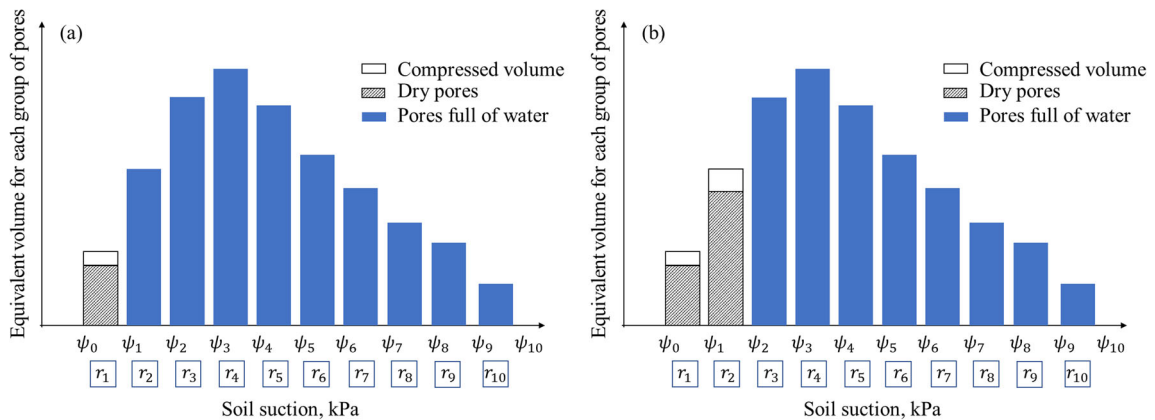 (a)
Equivalent volume for each group of pores
Compressed volume
Dry pores
Pores full of water
ψ₀ ψ₁ ψ₂ ψ₃ ψ₄ ψ₅ ψ₆ ψ₇ ψ₈ ψ₉ ψ₁₀
r₁ r₂ r₃ r₄ r₅ r₆ r₇ r₈ r₉ r₁₀
Soil suction, kPa
(b)
Equivalent volume for each group of pores
Compressed volume
Dry pores
Pores full of water
ψ₀ ψ₁ ψ₂ ψ₃ ψ₄ ψ₅ ψ₆ ψ₇ ψ₈ ψ₉ ψ₁₀
r₁ r₂ r₃ r₄ r₅ r₆ r₇ r₈ r₉ r₁₀
Soil suction, kPa